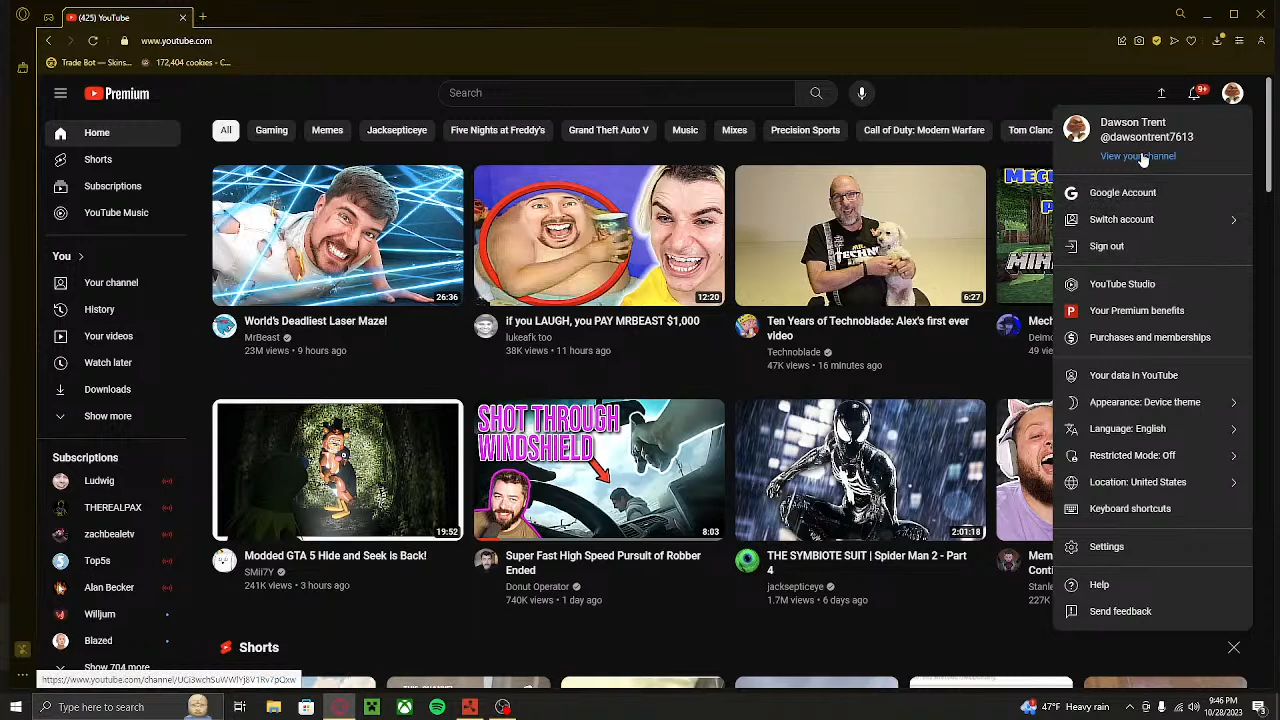 (425) YouTube
www.youtube.com
Trade Bot — Skins...
172,404 cookies - C...
Premium
Search
9+
All
Gaming
Memes
Jacksepticeye
Five Nights at Freddy's
Grand Theft Auto V
Music
Mixes
Precision Sports
Call of Duty: Modern Warfare
Tom Clanc
Home
Shorts
Subscriptions
YouTube Music
You
Your channel
History
Your videos
Watch later
Downloads
Show more
Subscriptions
Ludwig
THEREALPAX
zachbealetv
Top5s
Alan Becker
Willjum
Blazed
Show 704 more
26:36
World's Deadliest Laser Maze!
MrBeast
23M views • 9 hours ago
12:20
if you LAUGH, you PAY MRBEAST $1,000
lukeafk too
38K views • 11 hours ago
6:27
Ten Years of Technoblade: Alex's first ever
video
Technoblade
47K views • 16 minutes ago
Mech
Deimo
49 vie
19:52
Modded GTA 5 Hide and Seek Is Back!
SMii7Y
241K views • 3 hours ago
SHOT THROUGH
WINDSHIELD
8:03
Super Fast High Speed Pursuit of Robber
Ended
Donut Operator
740K views • 1 day ago
2:01:18
THE SYMBIOTE SUIT | Spider Man 2 - Part
4
jacksepticeye
1.7M views • 6 days ago
Mem
Conti
Stanle
227K
Shorts
Dawson Trent
@dawsontrent7613
View your channel
Google Account
Switch account
Sign out
YouTube Studio
Your Premium benefits
Purchases and memberships
Your data in YouTube
Appearance: Device theme
Language: English
Restricted Mode: Off
Location: United States
Keyboard shortcuts
Settings
Help
Send feedback
Type here to search
47°F Heavy rain
9:46 PM
10/28/2023